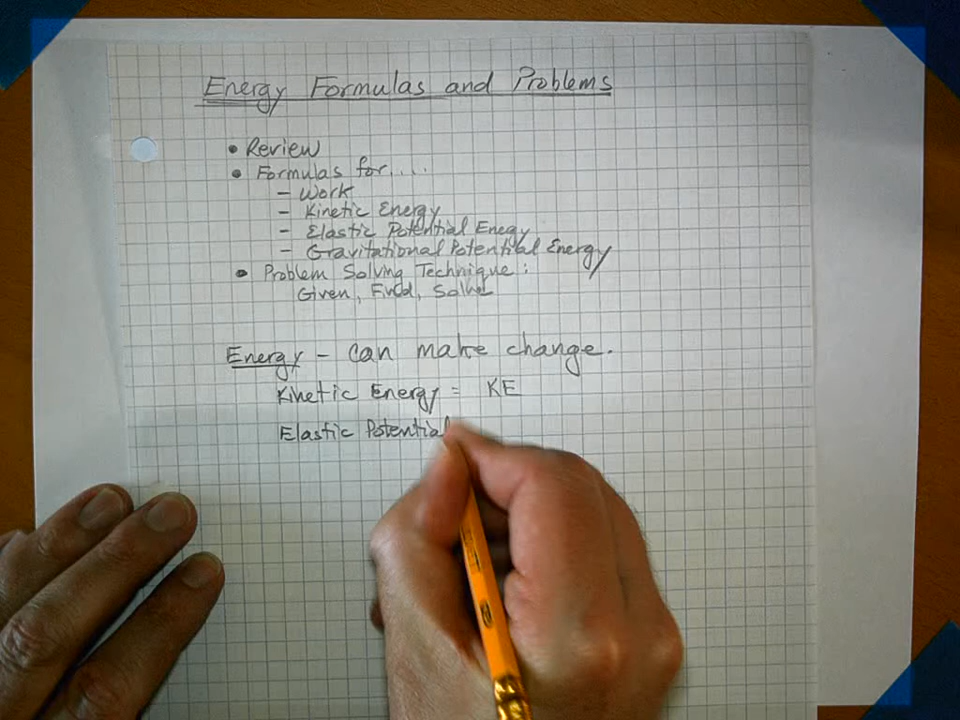 Energy Formulas and Problems
• Review
• Formulas for....
- Work
- Kinetic Energy
- Elastic Potential Enegy
- Gravitational Potential Energy
• Problem Solving Technique:
Given, Find, Solve
Energy - can make change.
Kinetic Energy = KE
Elastic Potential